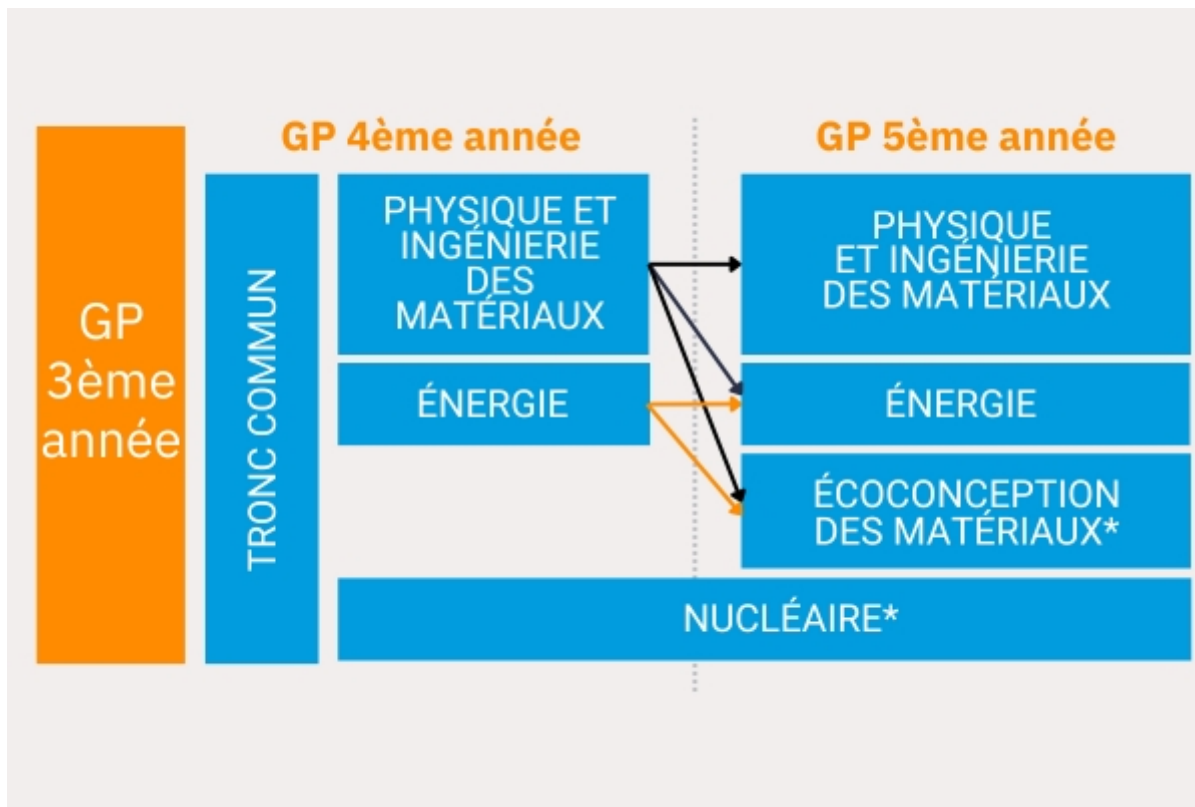 GP
3ème
année
TRONC COMMUN
GP 4ème année
PHYSIQUE ET
INGÉNIERIE
DES
MATÉRIAUX
ÉNERGIE
GP 5ème année
PHYSIQUE
ET INGÉNIERIE
DES MATÉRIAUX
ÉNERGIE
ÉCOCONCEPTION
DES MATÉRIAUX*
NUCLÉAIRE*